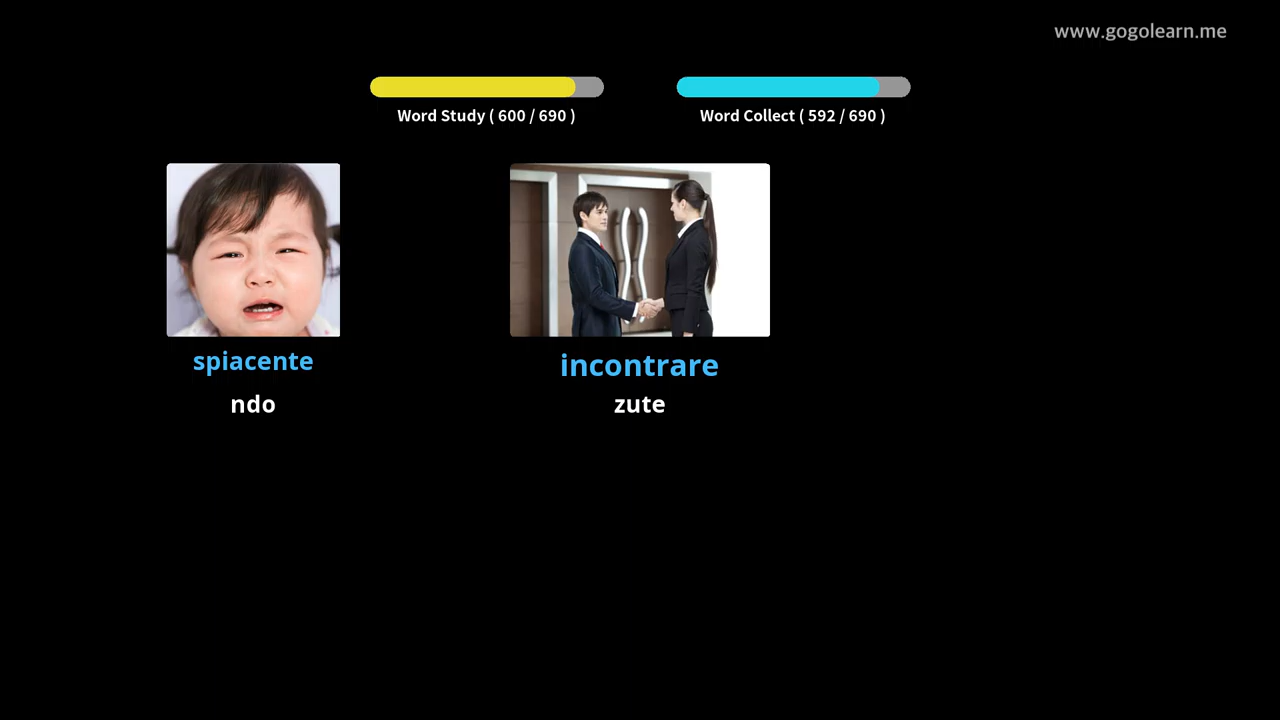 www.gogolearn.me
Word Study ( 600 / 690 )
Word Collect ( 592 / 690 )
spiacente
ndo
incontrare
zute